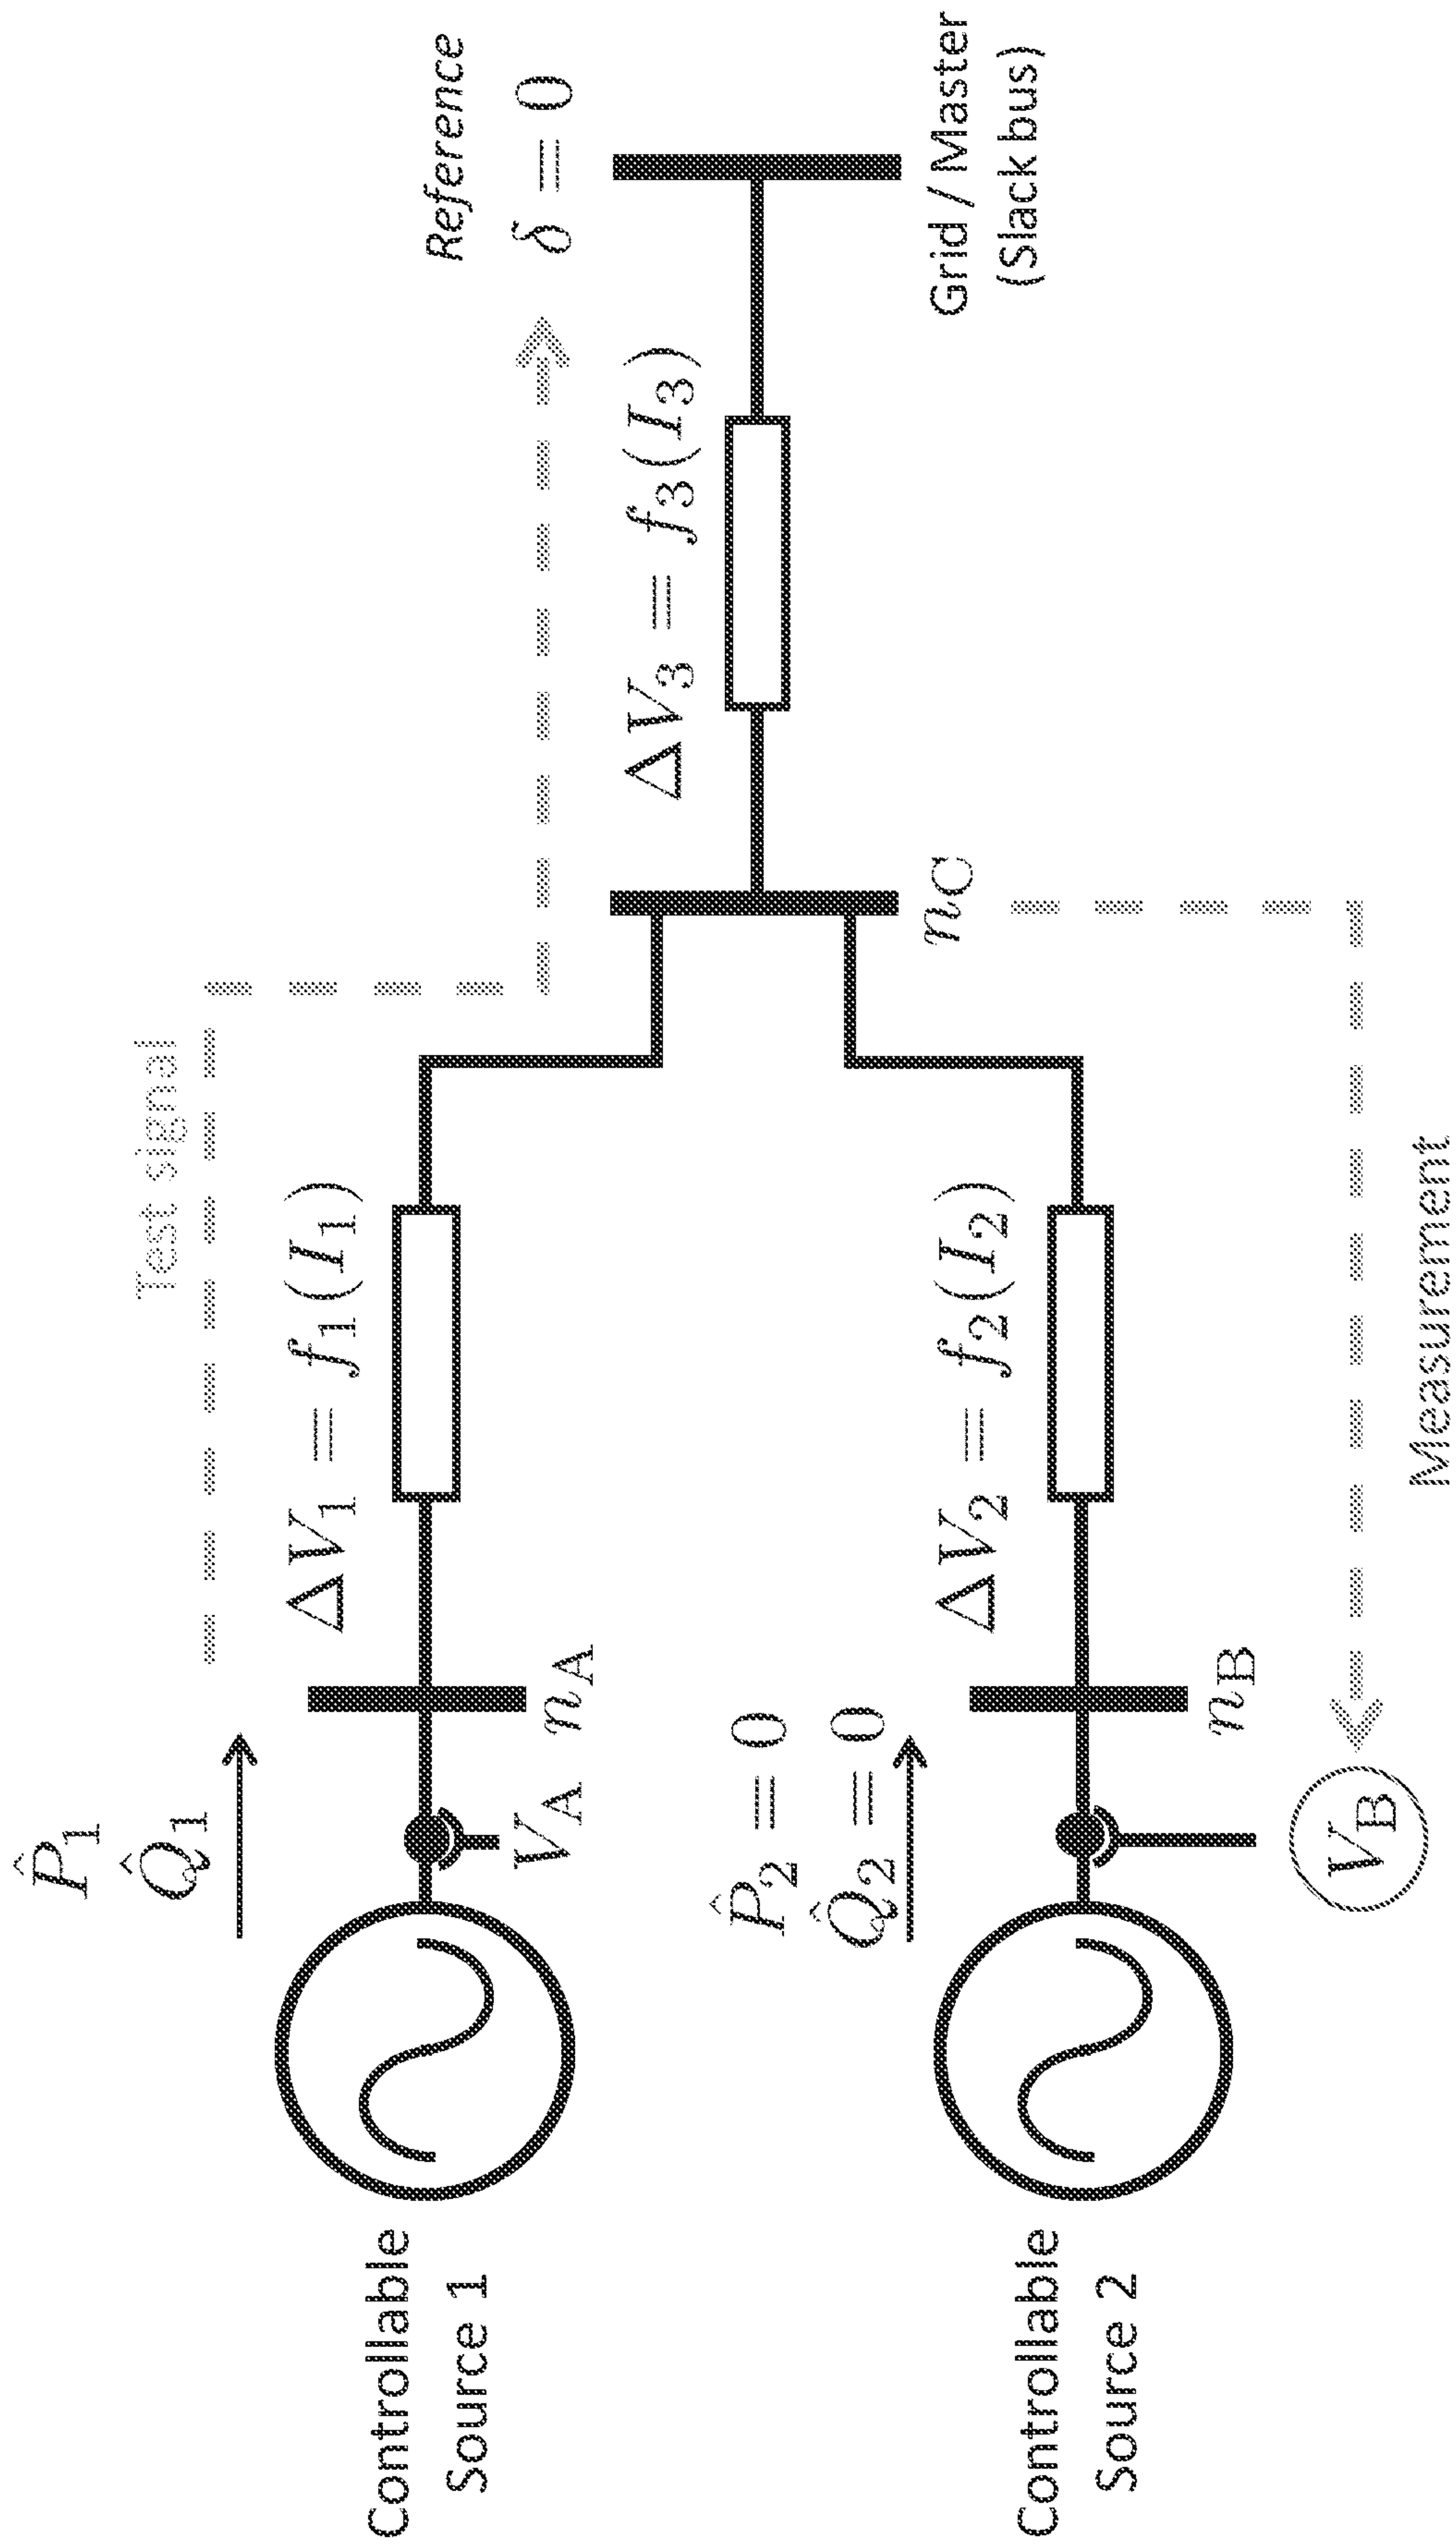 Test signal
Reference
δ = 0
P̂₁
Q̂₁
ΔV₁ = f₁(I₁)
V_A
n_A
ΔV₃ = f₃(I₃)
Controllable
Source 1
n_C
Grid / Master
(Slack bus)
P̂₂ = 0
Q̂₂ = 0
ΔV₂ = f₂(I₂)
n_B
Controllable
Source 2
V_B
Measurement